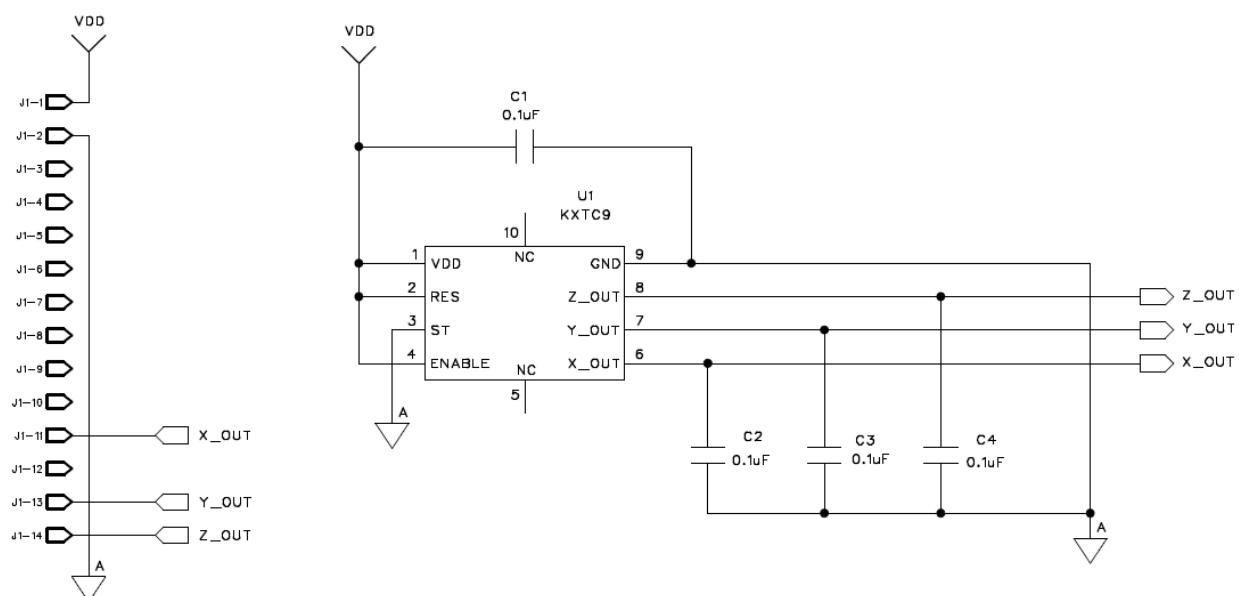 VDD
J1-1
J1-2
J1-3
J1-4
J1-5
J1-6
J1-7
J1-8
J1-9
J1-10
J1-11 X_OUT
J1-12
J1-13 Y_OUT
J1-14 Z_OUT
A
VDD
C1
0.1uF
U1
KXTC9
10
NC
1 VDD GND 9
2 RES Z_OUT 8 Z_OUT
3 ST Y_OUT 7 Y_OUT
4 ENABLE X_OUT 6 X_OUT
NC
5
A
C2
0.1uF
C3
0.1uF
C4
0.1uF
A